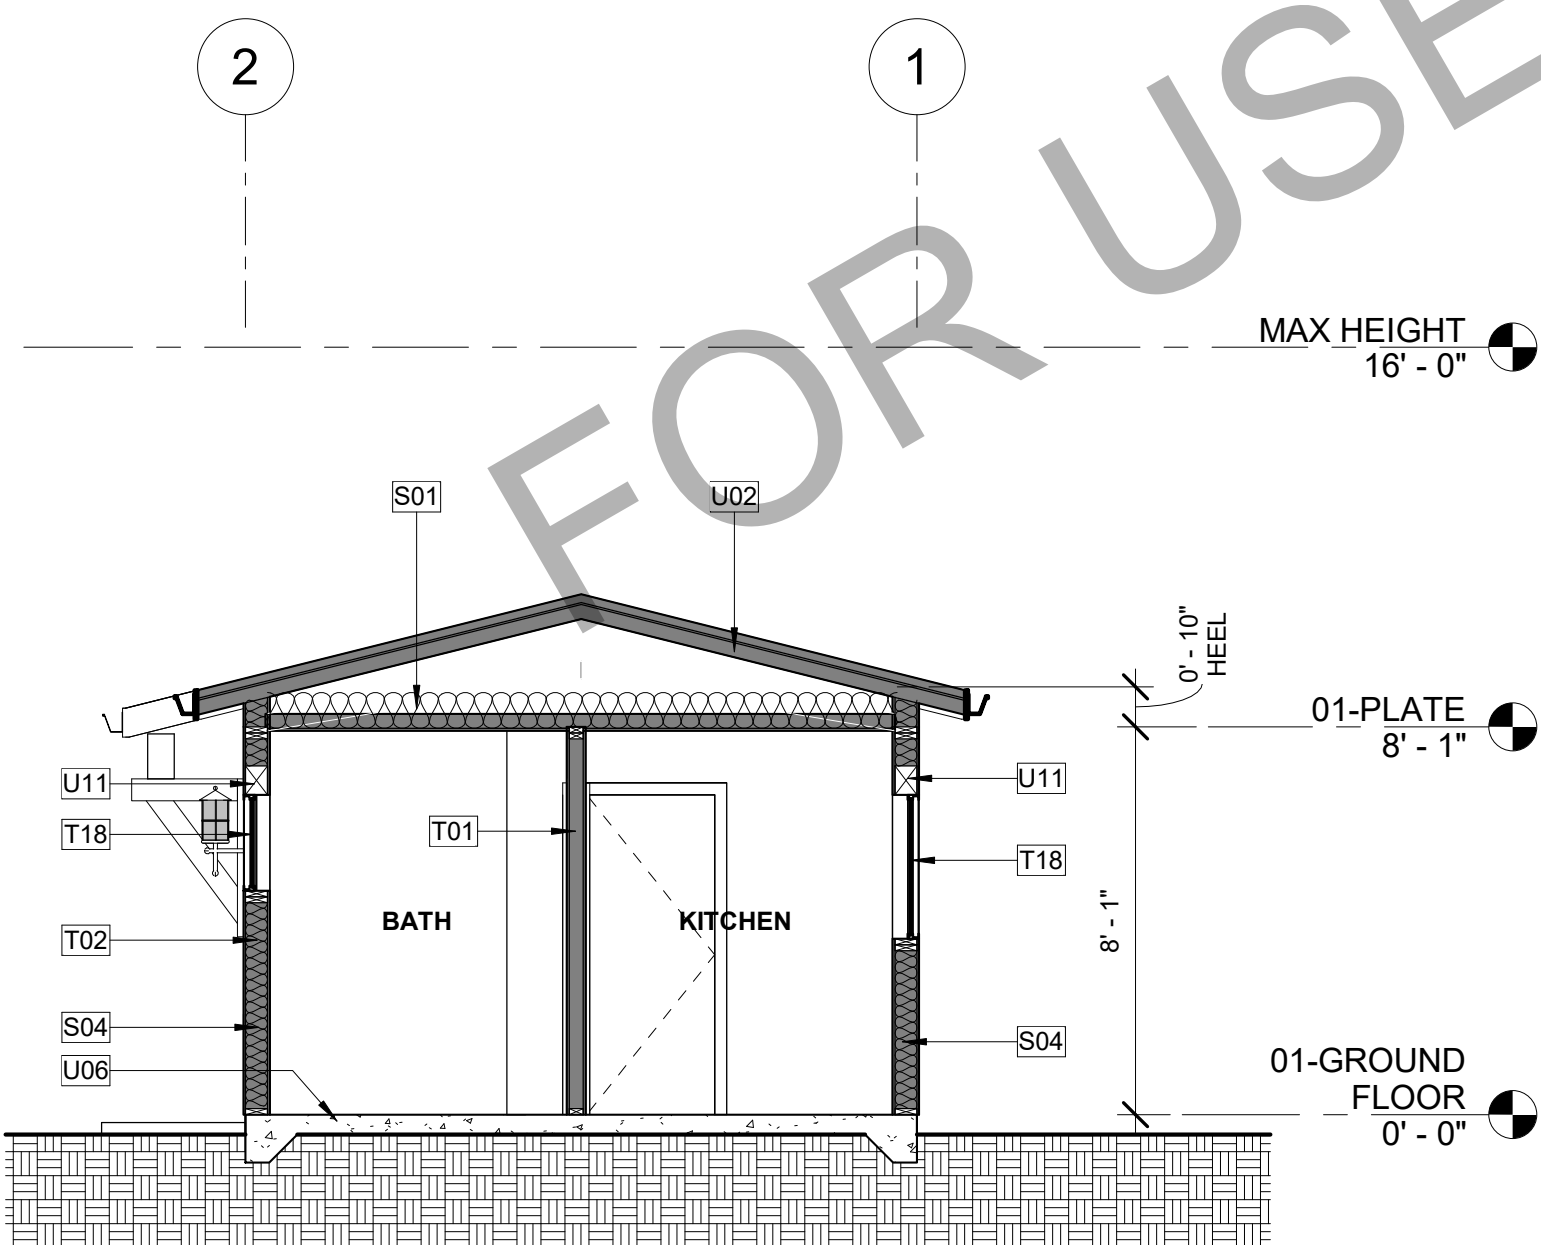 2
1
FOR USE
MAX HEIGHT
16' - 0"
S01
U02
0' - 10"
HEEL
01-PLATE
8' - 1"
U11
U11
T18
T01
T18
BATH
KITCHEN
T02
8' - 1"
S04
S04
U06
01-GROUND
FLOOR
0' - 0"